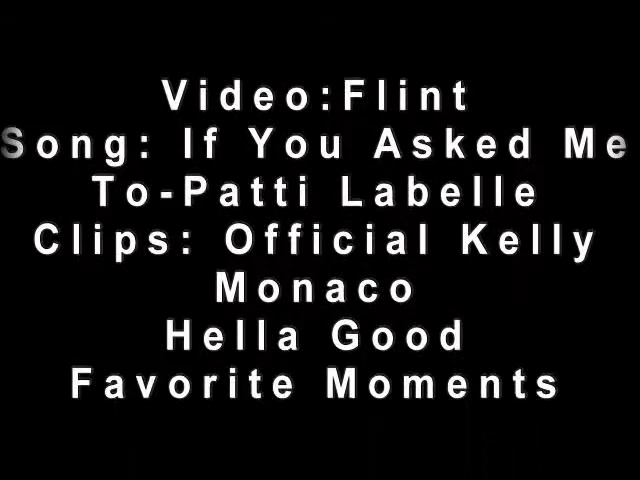 Video:Flint
Song: If You Asked Me
To-Patti Labelle
Clips: Official Kelly
Monaco
Hella Good
Favorite Moments